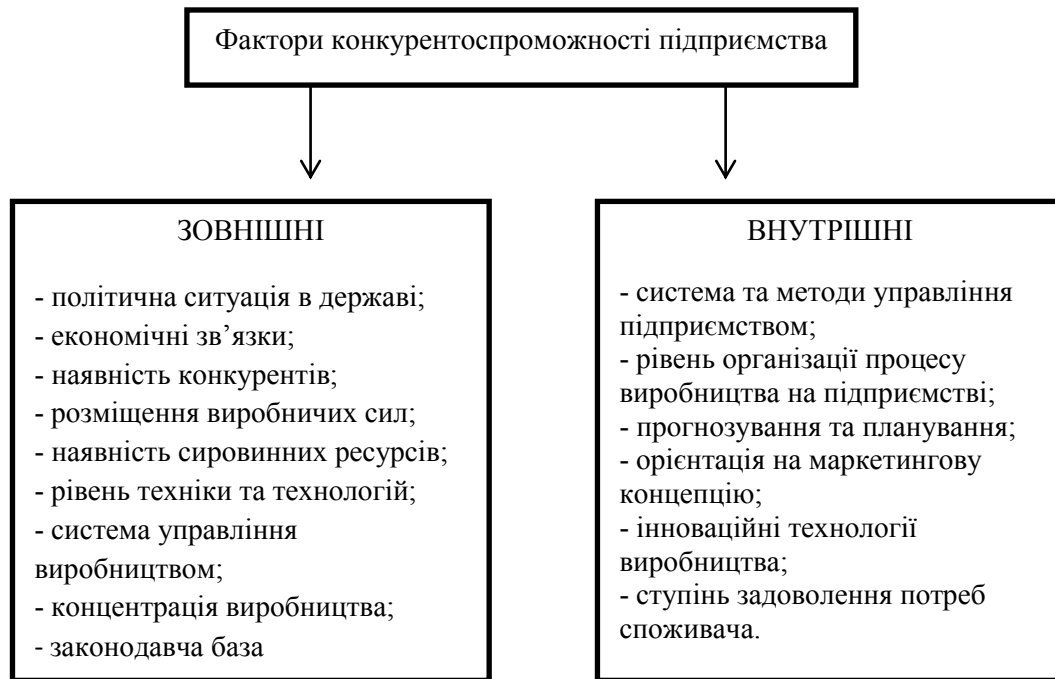 Фактори конкурентоспроможності підприємства
ЗОВНІШНІ
- політична ситуація в державі;
- економічні зв’язки;
- наявність конкурентів;
- розміщення виробничих сил;
- наявність сировинних ресурсів;
- рівень техніки та технологій;
- система управління
виробництвом;
- концентрація виробництва;
- законодавча база
ВНУТРІШНІ
- система та методи управління
підприємством;
- рівень організації процесу
виробництва на підприємстві;
- прогнозування та планування;
- орієнтація на маркетингову
концепцію;
- інноваційні технології
виробництва;
- ступінь задоволення потреб
споживача.